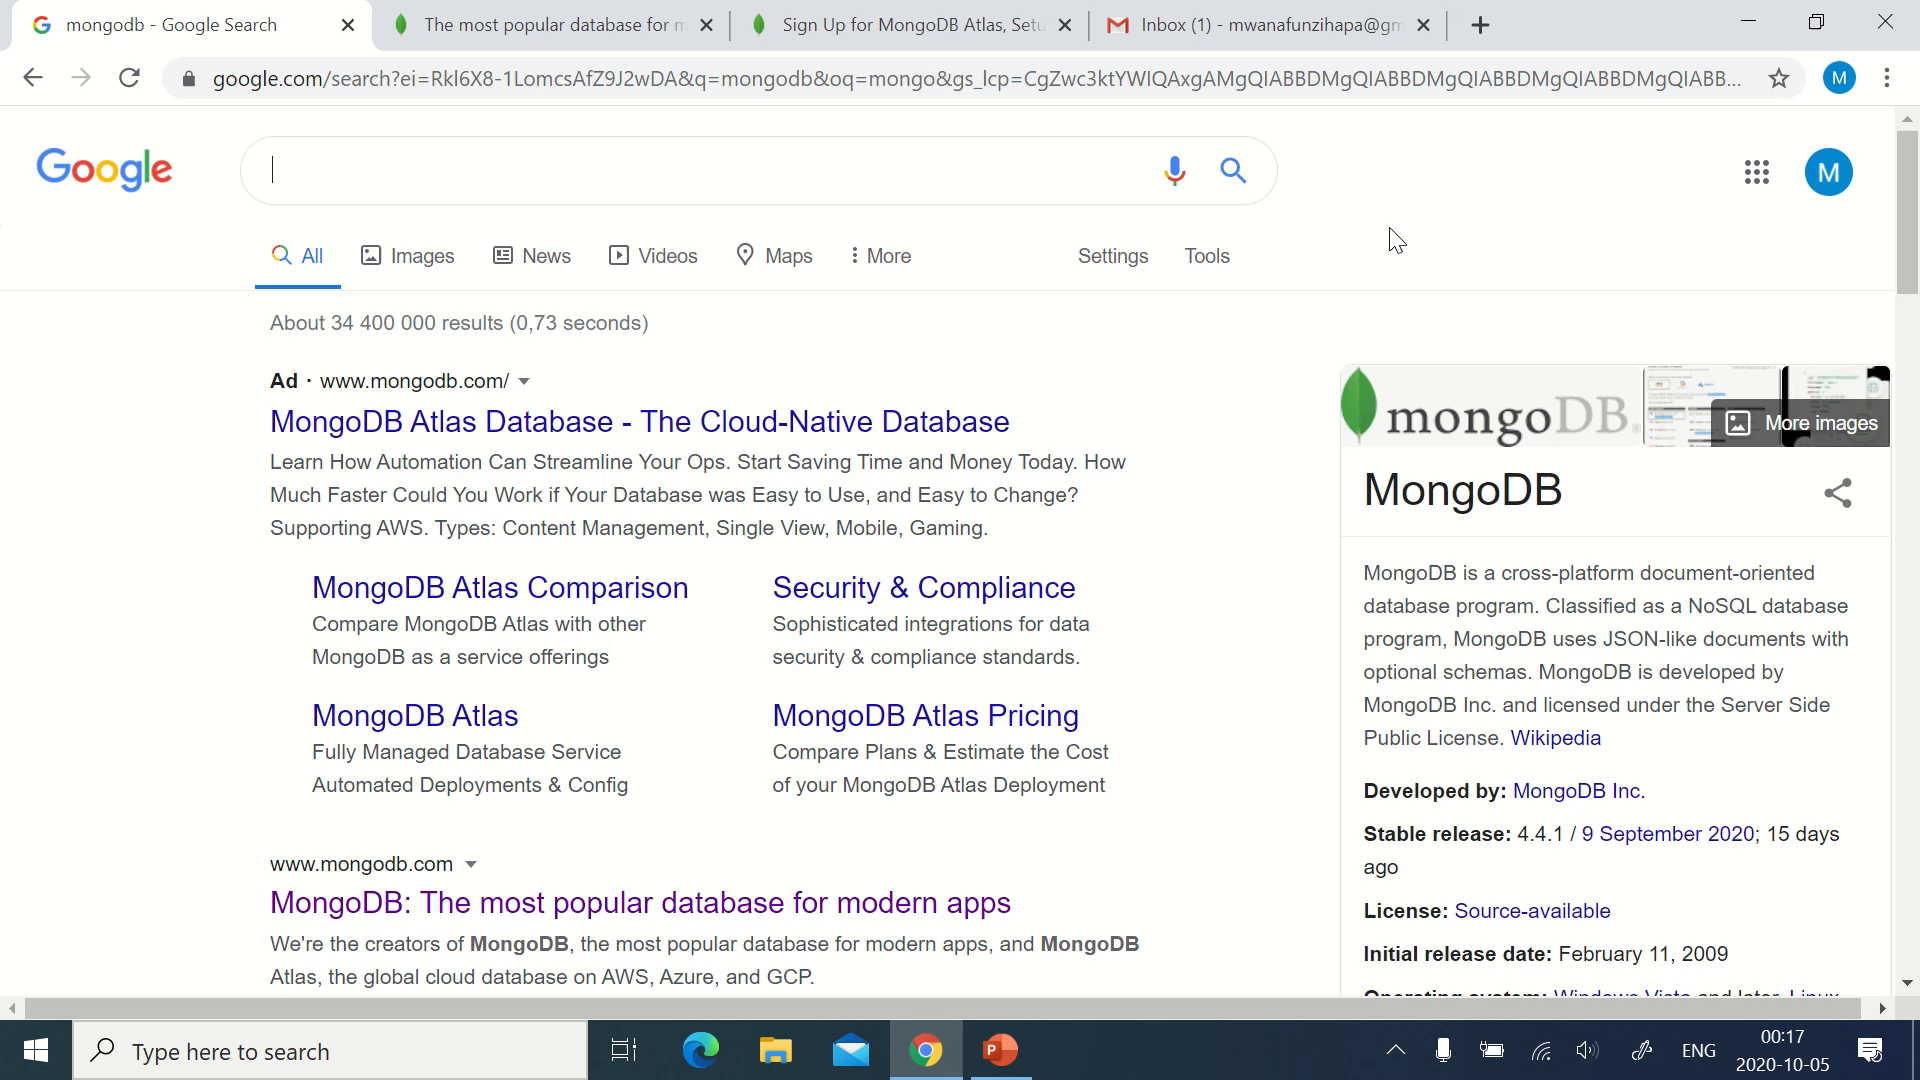 mongodb - Google Search
The most popular database for m
Sign Up for MongoDB Atlas, Setu
Inbox (1) - mwanafunzihapa@gm
google.com/search?ei=Rkl6X8-1LomcsAfZ9J2wDA&q=mongodb&oq=mongo&gs_lcp=CgZwc3ktYWIQAxgAMgQIABBDMgQIABBDMgQIABBDMgQIABBDMgQIABB...
M
Google
M
All
Images
News
Videos
Maps
More
Settings
Tools
About 34 400 000 results (0,73 seconds)
Ad · www.mongodb.com/
MongoDB Atlas Database - The Cloud-Native Database
Learn How Automation Can Streamline Your Ops. Start Saving Time and Money Today. How
Much Faster Could You Work if Your Database was Easy to Use, and Easy to Change?
Supporting AWS. Types: Content Management, Single View, Mobile, Gaming.
MongoDB Atlas Comparison
Compare MongoDB Atlas with other
MongoDB as a service offerings
Security & Compliance
Sophisticated integrations for data
security & compliance standards.
MongoDB Atlas
Fully Managed Database Service
Automated Deployments & Config
MongoDB Atlas Pricing
Compare Plans & Estimate the Cost
of your MongoDB Atlas Deployment
www.mongodb.com
MongoDB: The most popular database for modern apps
We're the creators of MongoDB, the most popular database for modern apps, and MongoDB
Atlas, the global cloud database on AWS, Azure, and GCP.
mongoDB
More images
MongoDB
MongoDB is a cross-platform document-oriented
database program. Classified as a NoSQL database
program, MongoDB uses JSON-like documents with
optional schemas. MongoDB is developed by
MongoDB Inc. and licensed under the Server Side
Public License. Wikipedia
Developed by: MongoDB Inc.
Stable release: 4.4.1 / 9 September 2020; 15 days
ago
License: Source-available
Initial release date: February 11, 2009
Operating system: Windows Vista and later, Linux,
Type here to search
ENG
00:17
2020-10-05